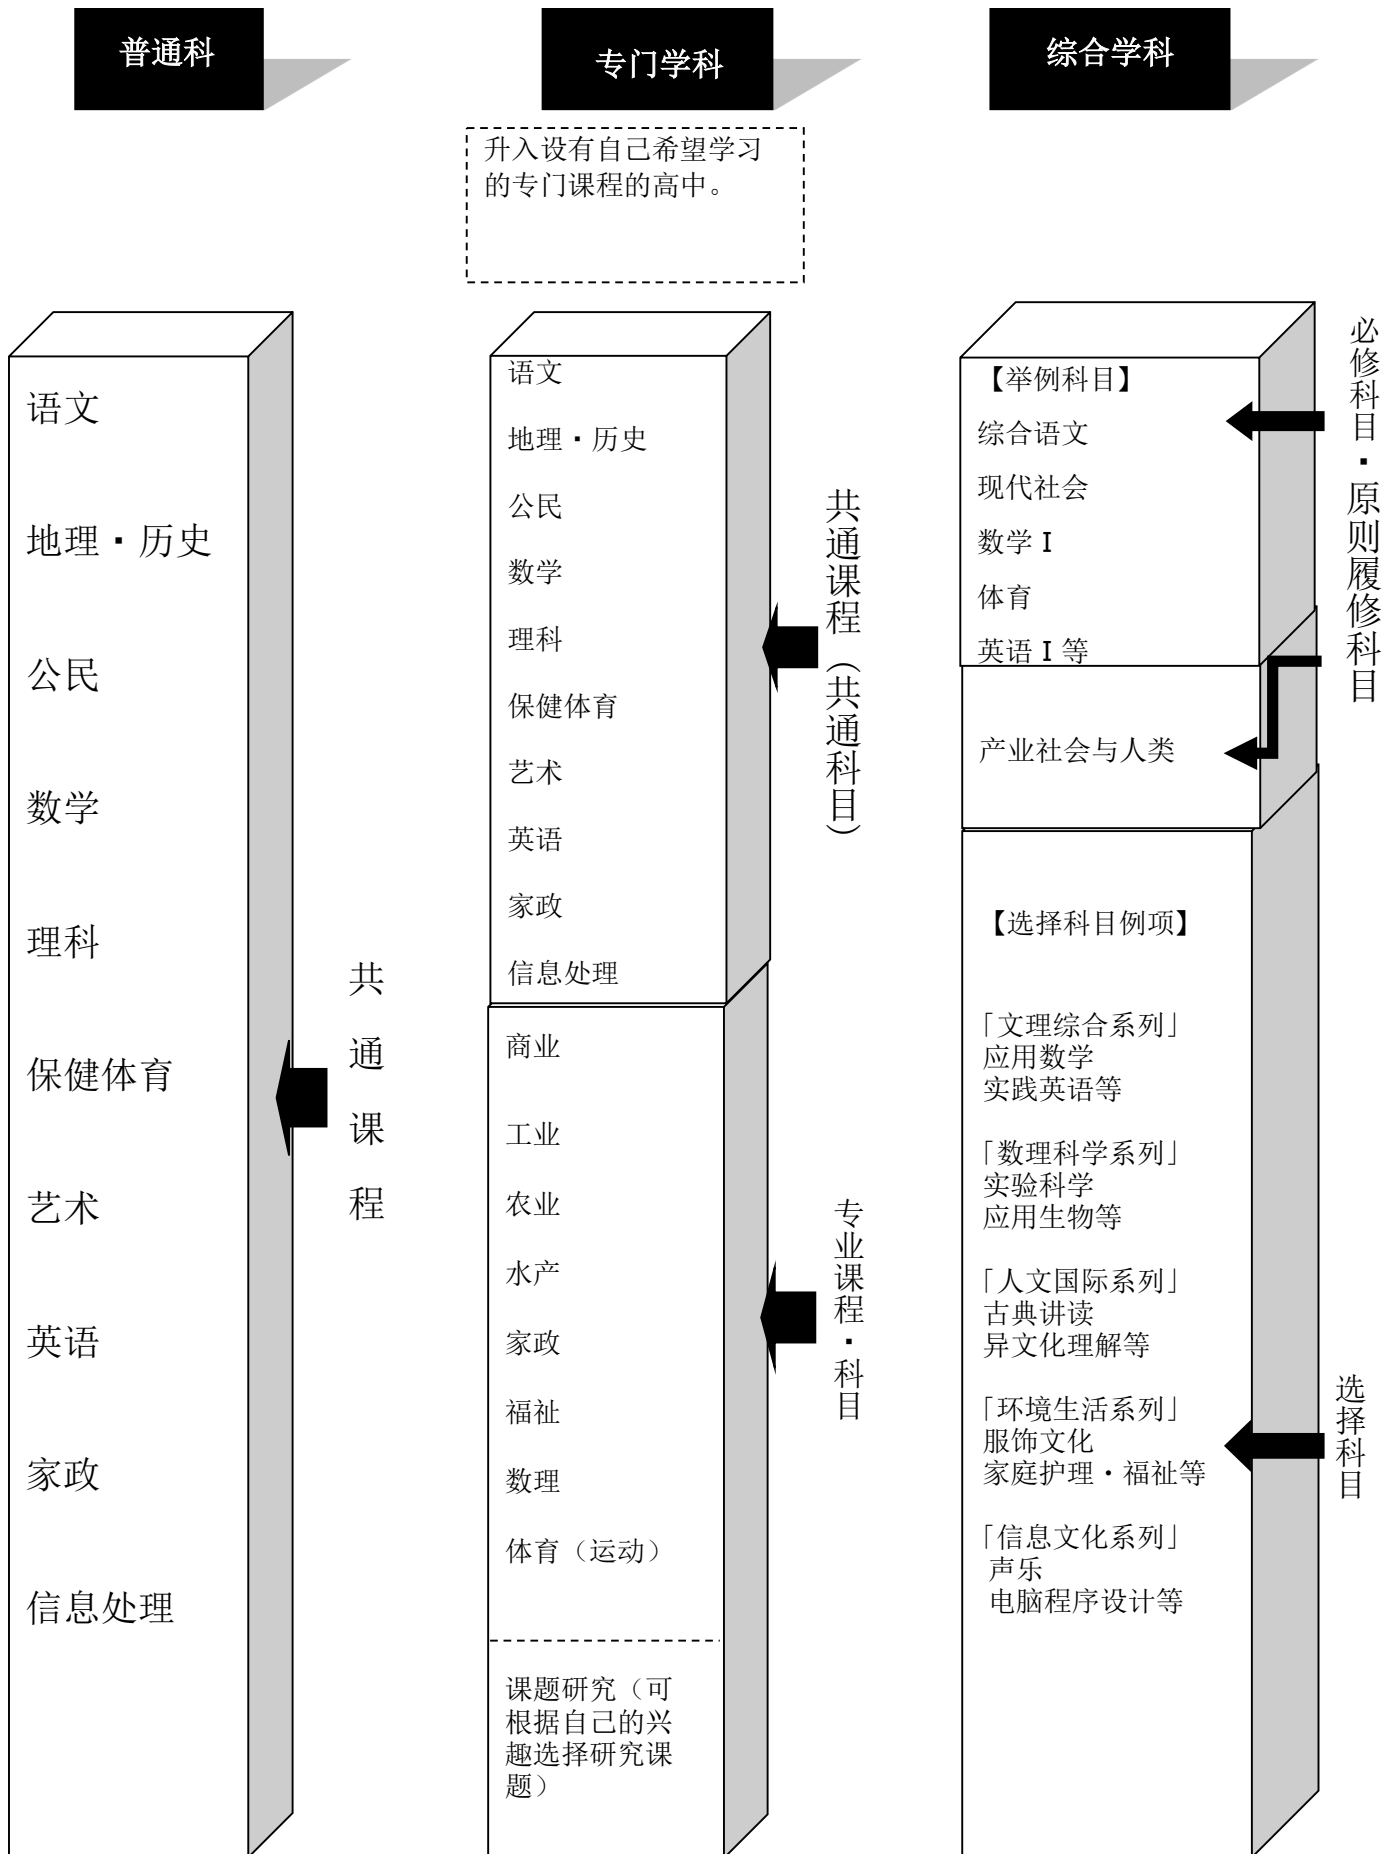 普通科
语文
地理・历史
公民
数学
理科
保健体育
艺术
英语
家政
信息处理
共通课程
专门学科
升入设有自己希望学习
的专门课程的高中。
语文
地理・历史
公民
数学
理科
保健体育
艺术
英语
家政
信息处理
共通课程（共通科目）
商业
工业
农业
水产
家政
福祉
数理
体育（运动）
专业课程・科目
课题研究（可
根据自己的兴
趣选择研究课
题）
综合学科
【举例科目】
综合语文
现代社会
数学 I
体育
英语 I 等
产业社会与人类
必修科目・原则履修科目
【选择科目例项】
「文理综合系列」
应用数学
实践英语等
「数理科学系列」
实验科学
应用生物等
「人文国际系列」
古典讲读
异文化理解等
「环境生活系列」
服饰文化
家庭护理・福祉等
「信息文化系列」
声乐
电脑程序设计等
选择科目